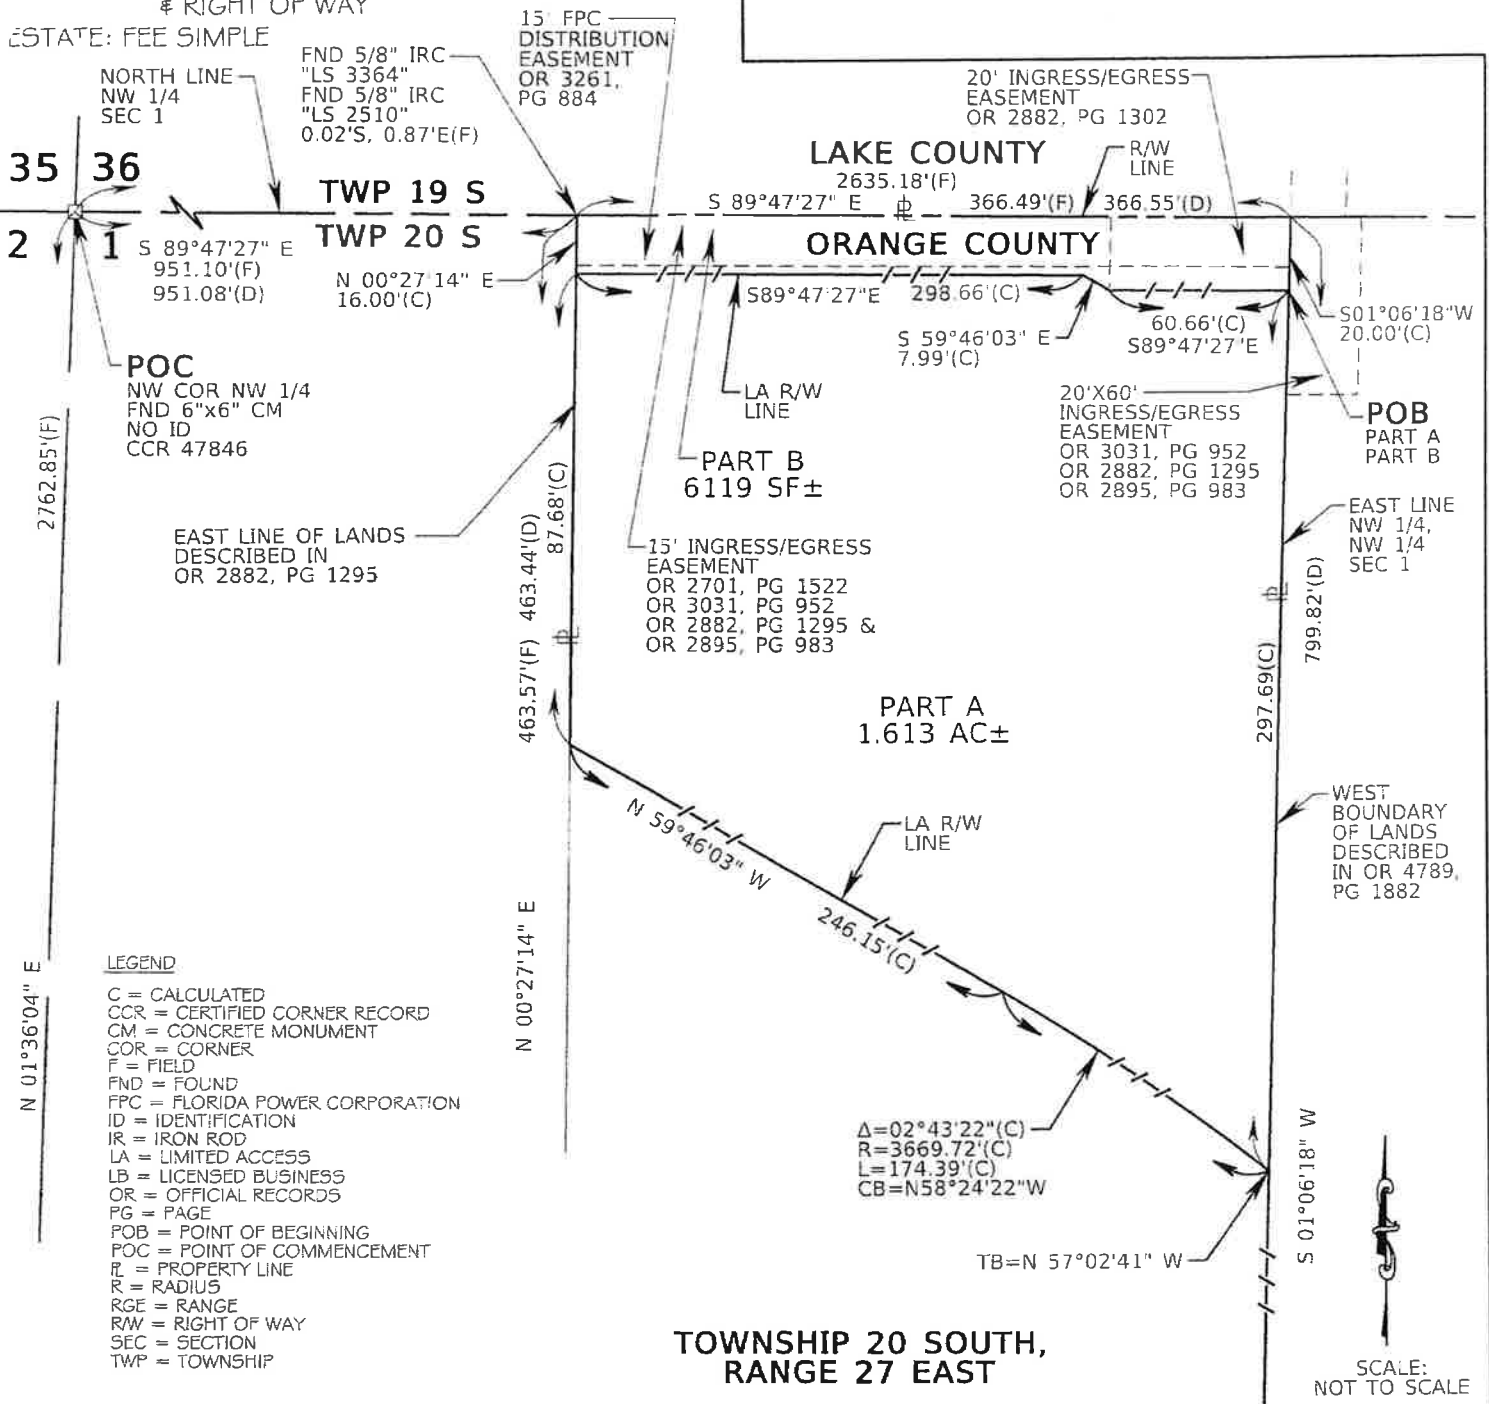 & RIGHT OF WAY
ESTATE: FEE SIMPLE
NORTH LINE
NW 1/4
SEC 1
FND 5/8" IRC
"LS 3364"
FND 5/8" IRC
"LS 2510"
0.02'S, 0.87'E(F)
15' FPC
DISTRIBUTION
EASEMENT
OR 3261,
PG 884
20' INGRESS/EGRESS
EASEMENT
OR 2882, PG 1302
R/W
LINE
35 36
TWP 19 S
LAKE COUNTY
2635.18'(F)
S 89°47'27" E
366.49'(F) 366.55'(D)
2 1
TWP 20 S
ORANGE COUNTY
S 89°47'27" E
951.10'(F)
951.08'(D)
N 00°27'14" E
16.00'(C)
S89°47'27"E 298.66'(C)
S 59°46'03" E
7.99'(C)
60.66'(C)
S89°47'27'E
S01°06'18"W
20.00'(C)
POC
NW COR NW 1/4
FND 6"x6" CM
NO ID
CCR 47846
LA R/W
LINE
20'X60'
INGRESS/EGRESS
EASEMENT
OR 3031, PG 952
OR 2882, PG 1295
OR 2895, PG 983
POB
PART A
PART B
2762.85'(F)
PART B
6119 SF±
87.68'(C)
463.57'(F) 463.44'(D)
EAST LINE OF LANDS
DESCRIBED IN
OR 2882, PG 1295
15' INGRESS/EGRESS
EASEMENT
OR 2701, PG 1522
OR 3031, PG 952
OR 2882, PG 1295 &
OR 2895, PG 983
EAST LINE
NW 1/4,
NW 1/4
SEC 1
799.82'(D)
297.69(C)
PART A
1.613 AC±
N 59°46'03" W
246.15'(C)
LA R/W
LINE
WEST
BOUNDARY
OF LANDS
DESCRIBED
IN OR 4789,
PG 1882
N 01°36'04" E
N 00°27'14" E
LEGEND
C = CALCULATED
CCR = CERTIFIED CORNER RECORD
CM = CONCRETE MONUMENT
COR = CORNER
F = FIELD
FND = FOUND
FPC = FLORIDA POWER CORPORATION
ID = IDENTIFICATION
IR = IRON ROD
LA = LIMITED ACCESS
LB = LICENSED BUSINESS
OR = OFFICIAL RECORDS
PG = PAGE
POB = POINT OF BEGINNING
POC = POINT OF COMMENCEMENT
PL = PROPERTY LINE
R = RADIUS
RGE = RANGE
R/W = RIGHT OF WAY
SEC = SECTION
TWP = TOWNSHIP
Δ=02°43'22"(C)
R=3669.72'(C)
L=174.39'(C)
CB=N58°24'22"W
TB=N 57°02'41" W
S 01°06'18" W
TOWNSHIP 20 SOUTH,
RANGE 27 EAST
SCALE:
NOT TO SCALE